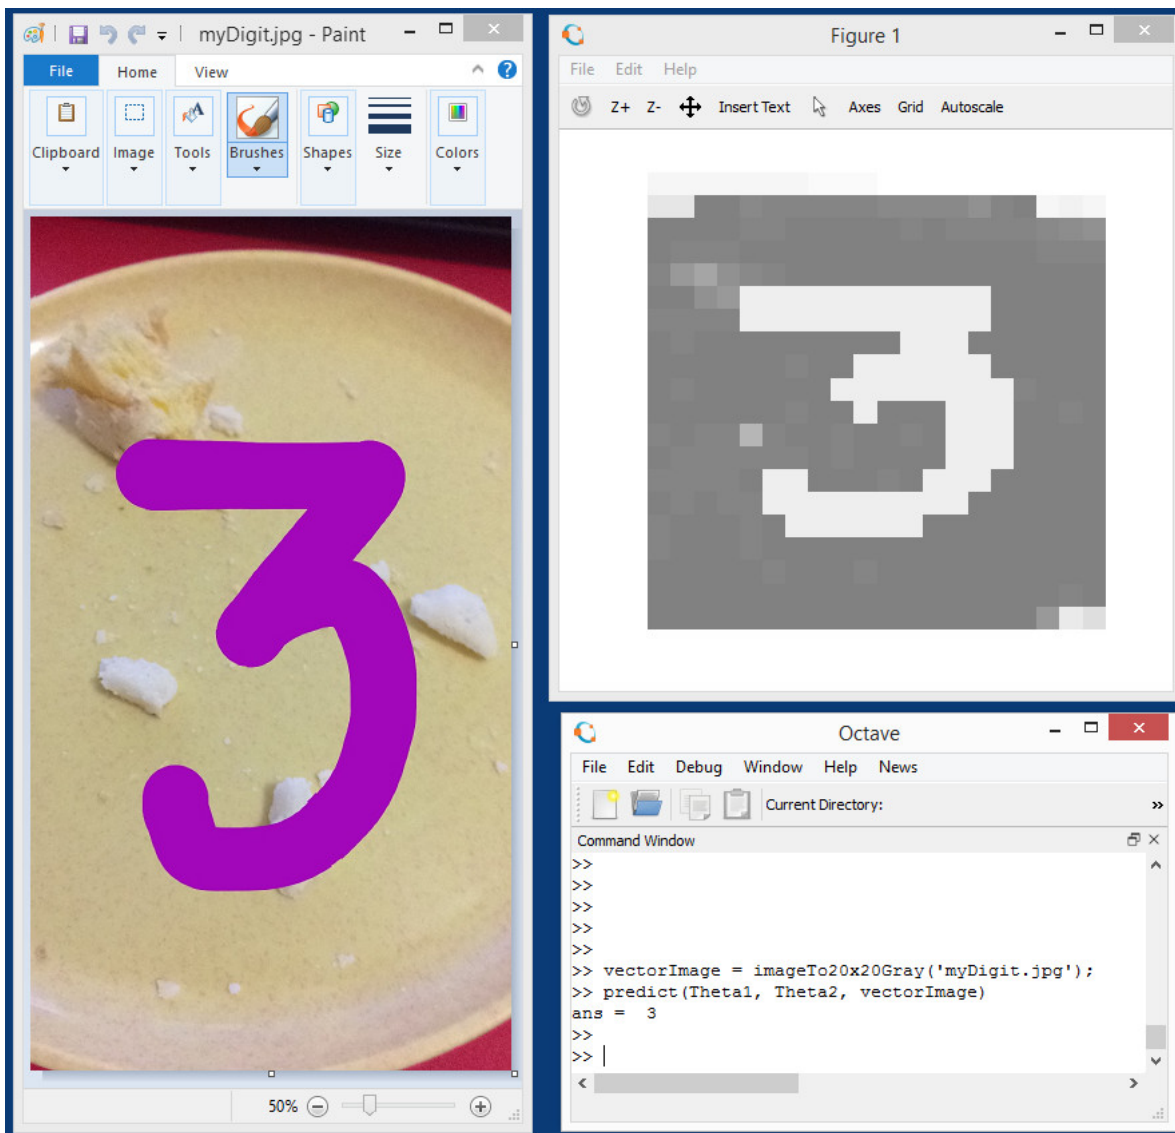 myDigit.jpg - Paint
File Home View
Clipboard Image Tools Brushes Shapes Size Colors
3
50%
Figure 1
File Edit Help
Z+ Z- Insert Text Axes Grid Autoscale
3
Octave
File Edit Debug Window Help News
Current Directory: »
Command Window
>>
>>
>>
>>
>>
>> vectorImage = imageTo20x20Gray('myDigit.jpg');
>> predict(Theta1, Theta2, vectorImage)
ans =  3
>>
>>